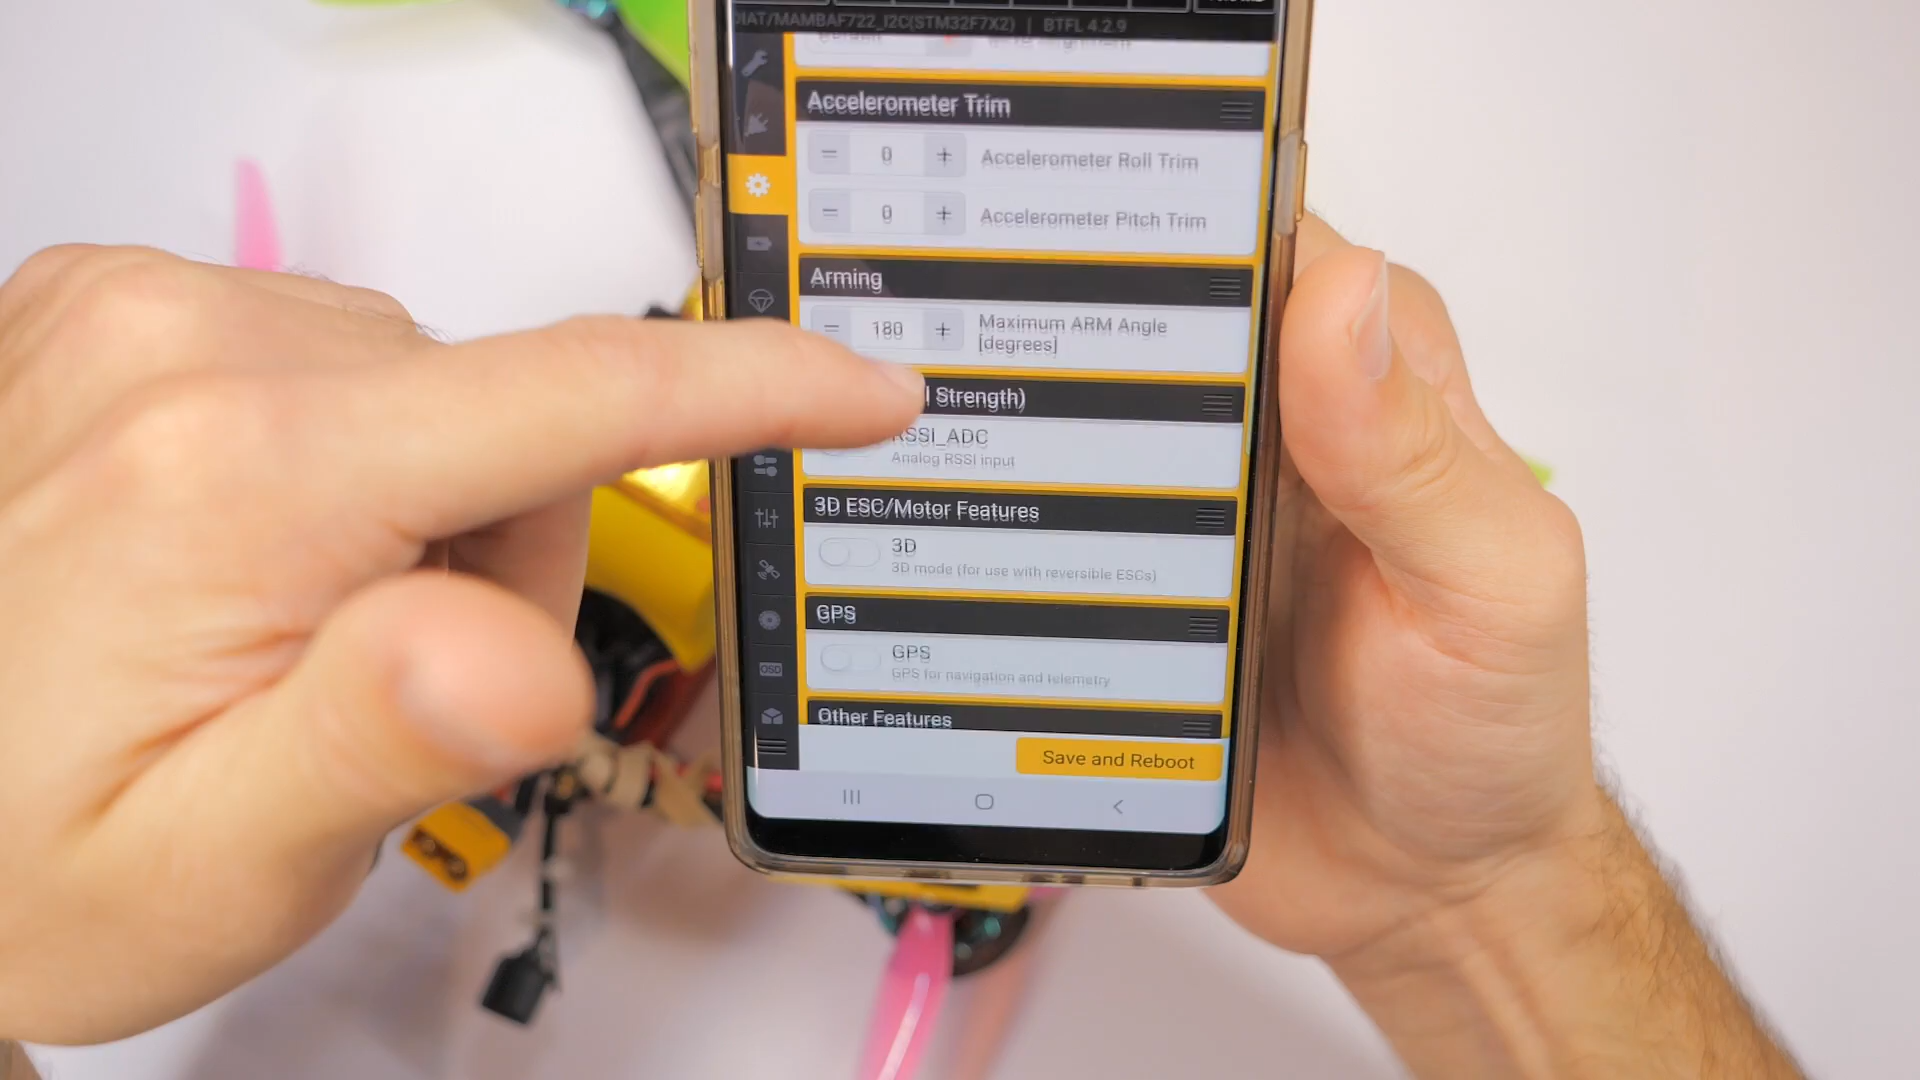 DIAT/MAMBAF722_I2C(STM32F7X2) | BTFL 4.2.9
Accelerometer Trim
0 + Accelerometer Roll Trim
0 + Accelerometer Pitch Trim
Arming
180 + Maximum ARM Angle
[degrees]
l Strength)
RSSI_ADC
Analog RSSI input
3D ESC/Motor Features
3D
3D mode (for use with reversible ESCs)
GPS
GPS
GPS for navigation and telemetry
OSD
Other Features
Save and Reboot